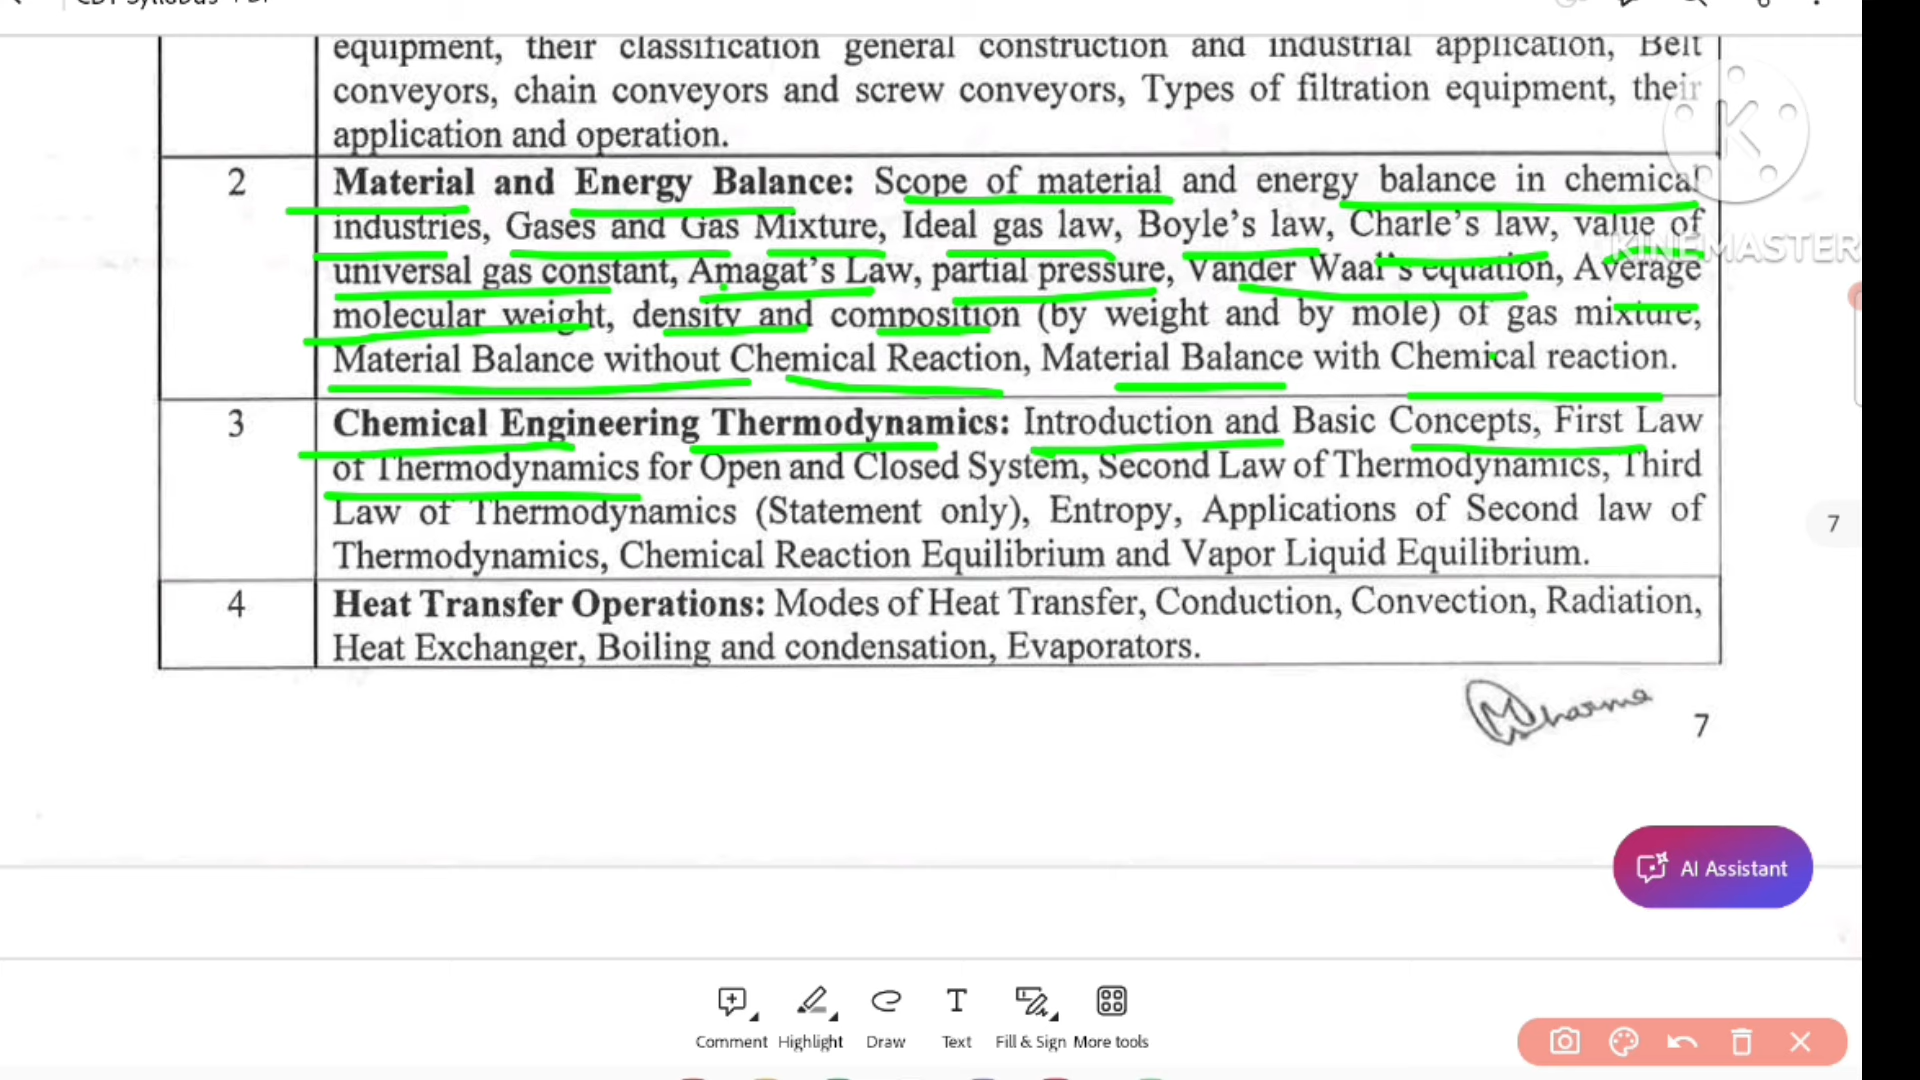 equipment, their classification general construction and industrial application, Belt
conveyors, chain conveyors and screw conveyors, Types of filtration equipment, their
application and operation.
2
Material and Energy Balance: Scope of material and energy balance in chemical
industries, Gases and Gas Mixture, Ideal gas law, Boyle's law, Charle's law, value of
universal gas constant, Amagat's Law, partial pressure, Vander Waal's equation, Average
molecular weight, density and composition (by weight and by mole) of gas mixture,
Material Balance without Chemical Reaction, Material Balance with Chemical reaction.
3
Chemical Engineering Thermodynamics: Introduction and Basic Concepts, First Law
of Thermodynamics for Open and Closed System, Second Law of Thermodynamics, Third
Law of Thermodynamics (Statement only), Entropy, Applications of Second law of
Thermodynamics, Chemical Reaction Equilibrium and Vapor Liquid Equilibrium.
4
Heat Transfer Operations: Modes of Heat Transfer, Conduction, Convection, Radiation,
Heat Exchanger, Boiling and condensation, Evaporators.
7
7
K
KINEMASTER
AI Assistant
Comment Highlight Draw Text Fill & Sign More tools